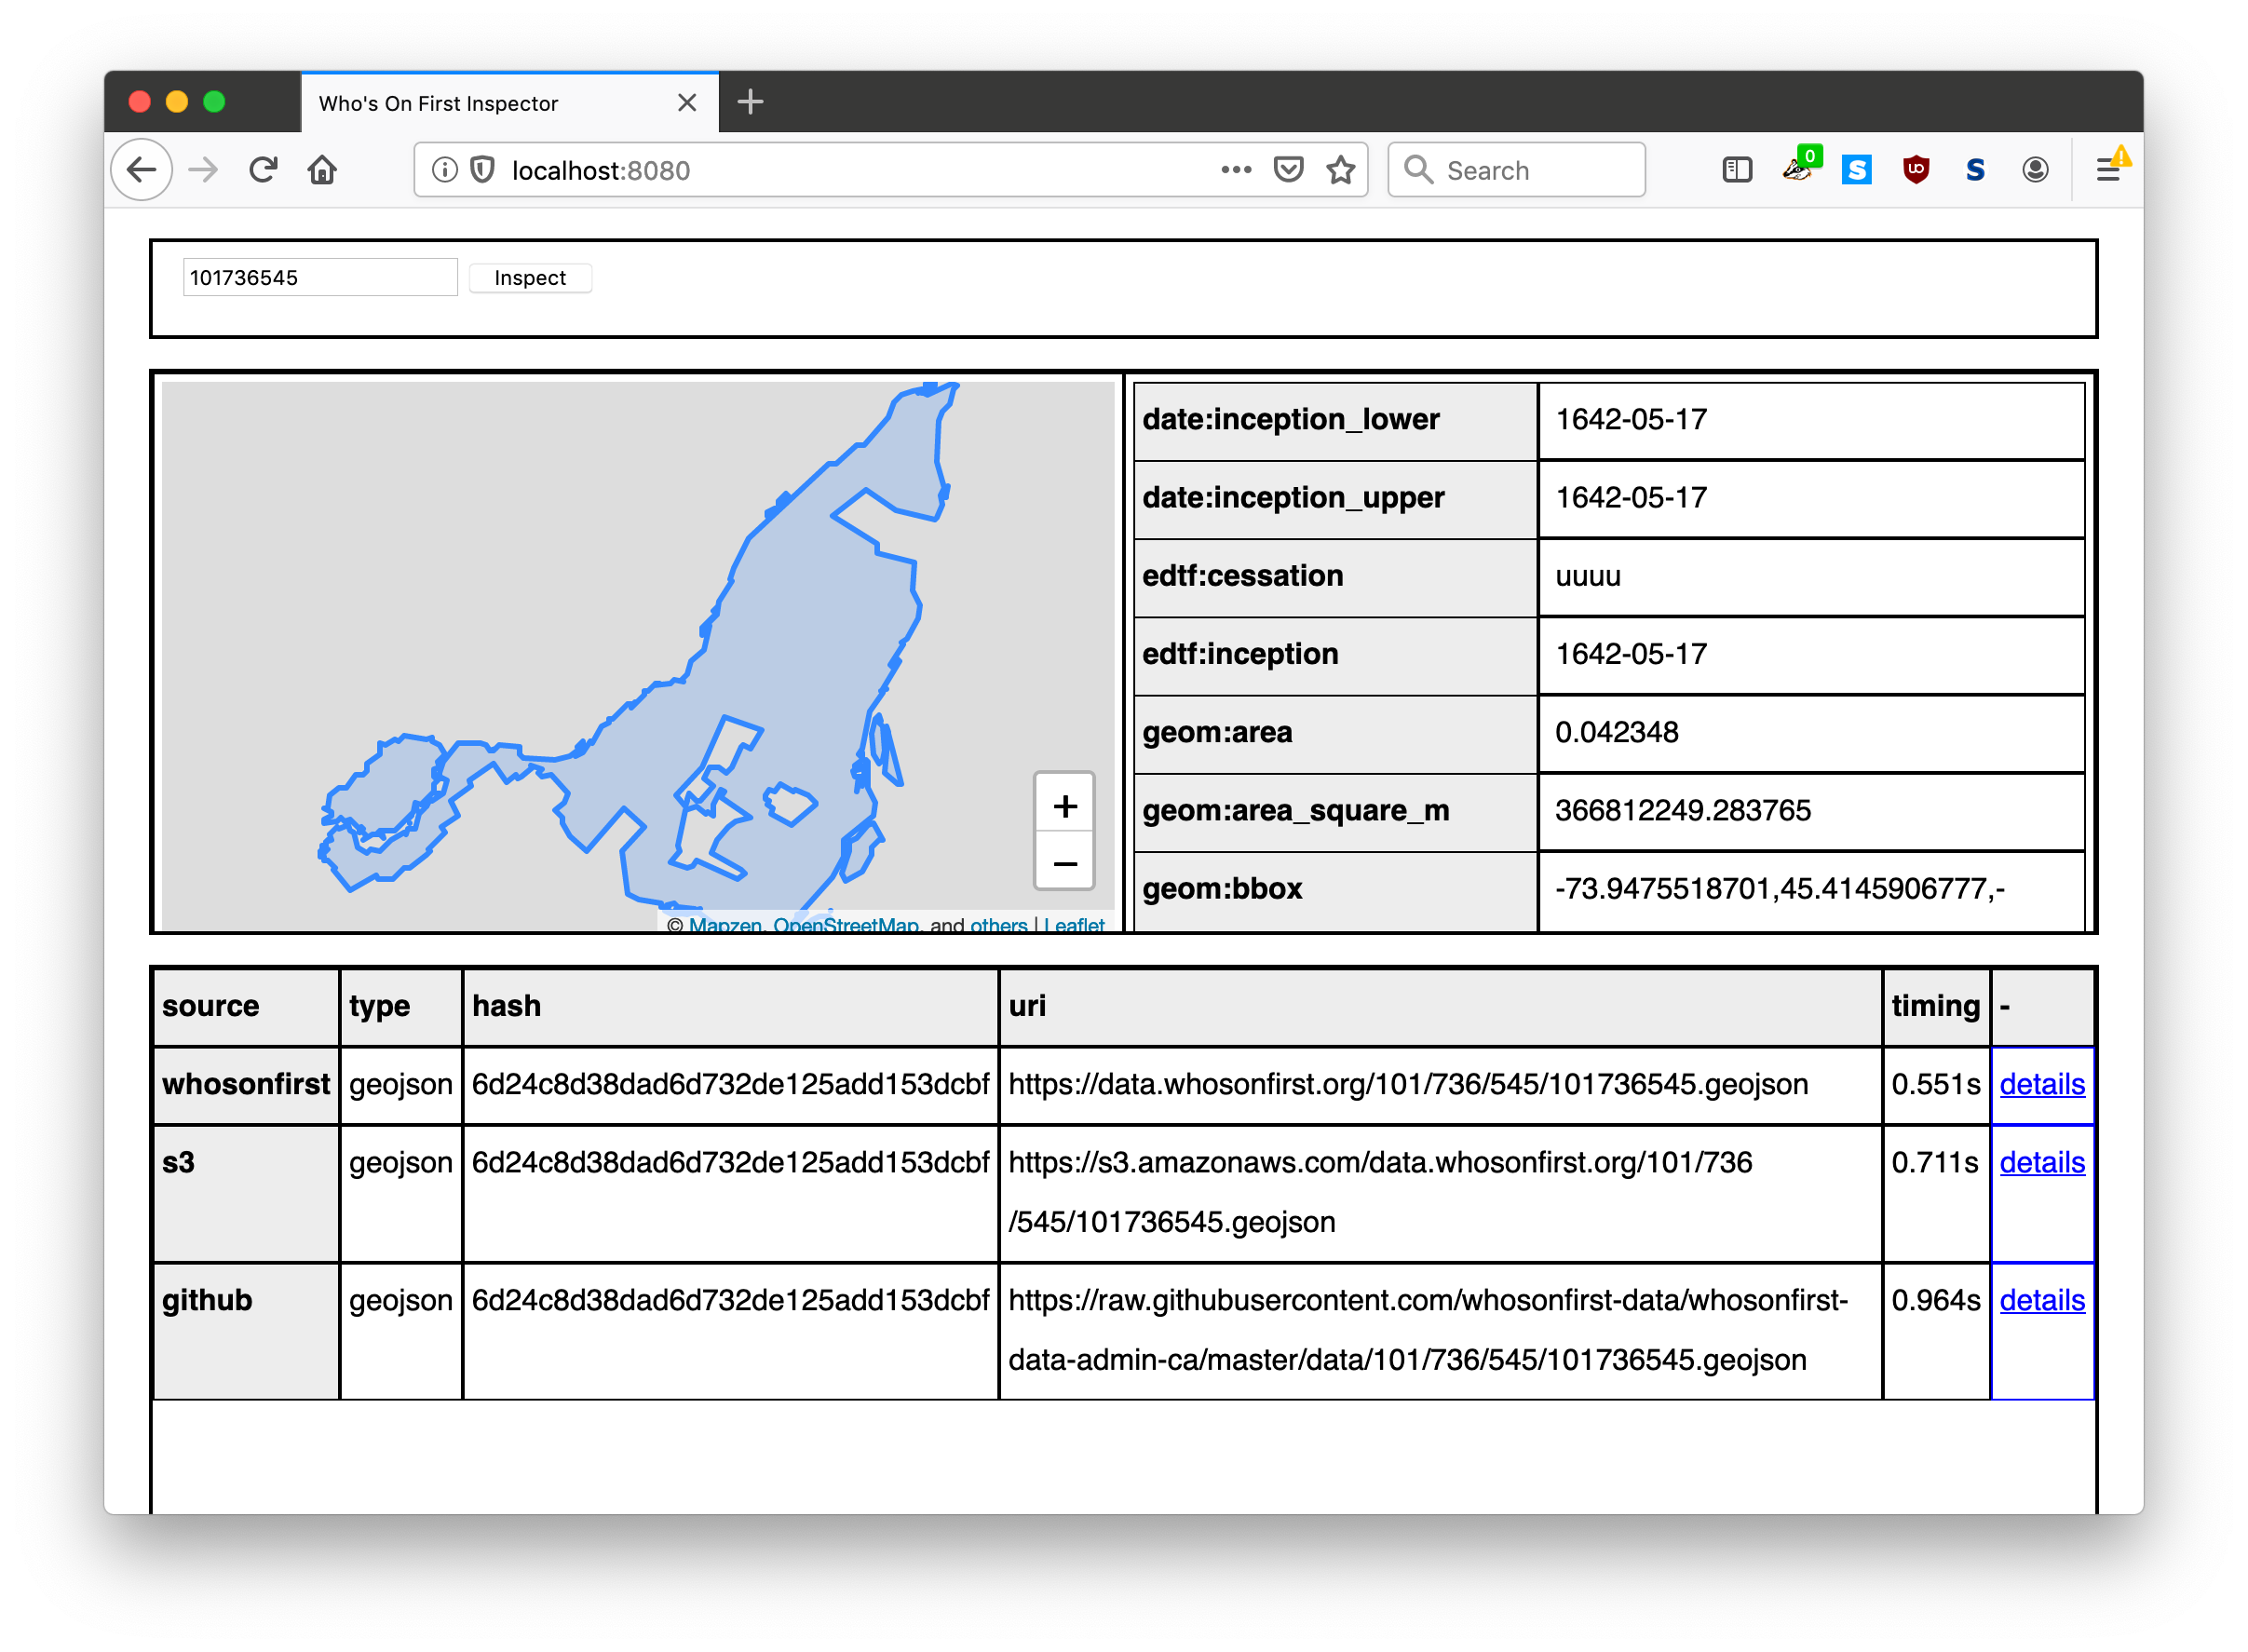 Who's On First Inspector
localhost:8080
Search
0
S
uo
S
101736545
Inspect
date:inception_lower 1642-05-17
date:inception_upper 1642-05-17
edtf:cessation uuuu
edtf:inception 1642-05-17
geom:area 0.042348
geom:area_square_m 366812249.283765
geom:bbox -73.9475518701,45.4145906777,-
+
−
© Mapzen, OpenStreetMap, and others | Leaflet
source type hash uri timing -
whosonfirst geojson 6d24c8d38dad6d732de125add153dcbf https://data.whosonfirst.org/101/736/545/101736545.geojson 0.551s details
s3 geojson 6d24c8d38dad6d732de125add153dcbf https://s3.amazonaws.com/data.whosonfirst.org/101/736 0.711s details
/545/101736545.geojson
github geojson 6d24c8d38dad6d732de125add153dcbf https://raw.githubusercontent.com/whosonfirst-data/whosonfirst- 0.964s details
data-admin-ca/master/data/101/736/545/101736545.geojson